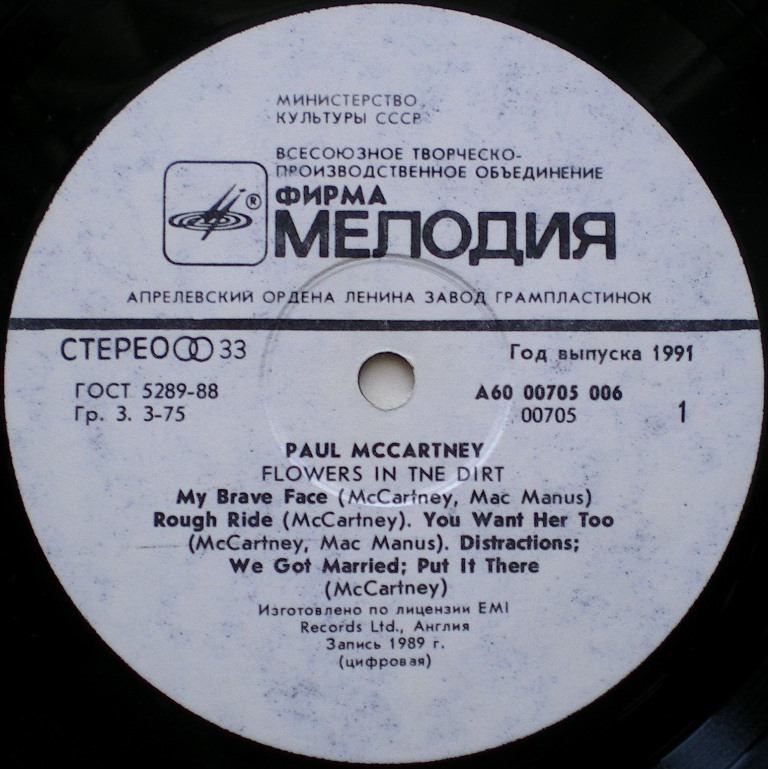 МИНИСТЕРСТВО
КУЛЬТУРЫ СССР
ВСЕСОЮЗНОЕ ТВОРЧЕСКО-
ПРОИЗВОДСТВЕННОЕ ОБЪЕДИНЕНИЕ
ФИРМА
® МЕЛОДИЯ
АПРЕЛЕВСКИЙ ОРДЕНА ЛЕНИНА ЗАВОД ГРАМПЛАСТИНОК
СТЕРЕО 33
Год выпуска 1991
ГОСТ 5289-88
Гр. 3. 3-75
А60 00705 006
00705
1
PAUL MCCARTNEY
FLOWERS IN TNE DIRT
My Brave Face (McCartney, Mac Manus)
Rough Ride (McCartney). You Want Her Too
(McCartney, Mac Manus). Distractions;
We Got Married; Put It There
(McCartney)
Изготовлено по лицензии EMI
Records Ltd., Англия
Запись 1989 г.
(цифровая)